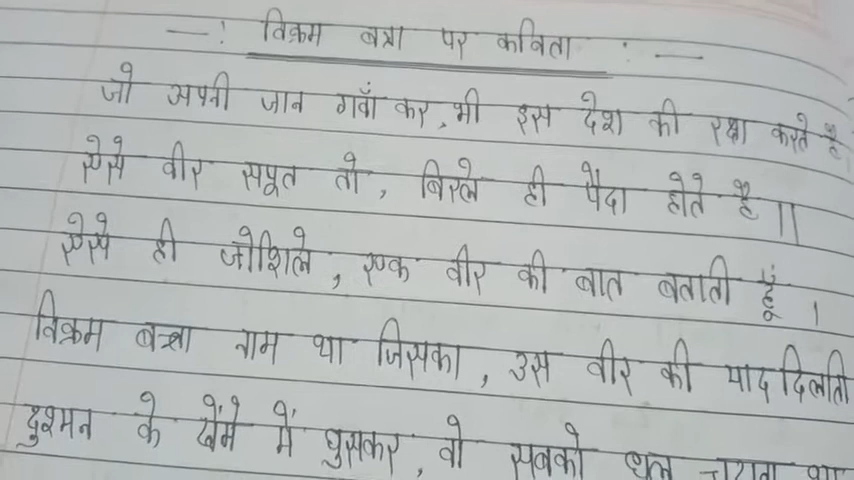 —: विक्रम बत्रा पर कविता :—
जो अपनी जान गवाँ कर, भी इस देश की रक्षा करते है
ऐसे वीर सपूत तो, बिरले ही पैदा होते है ||
ऐसे ही जोशिले, एक वीर की बात बताती हूँ ।
विक्रम बत्रा नाम था जिसका, उस वीर की याद दिलाती
दुश्मन के खेंमे में घुसकर, वो सबको धूल